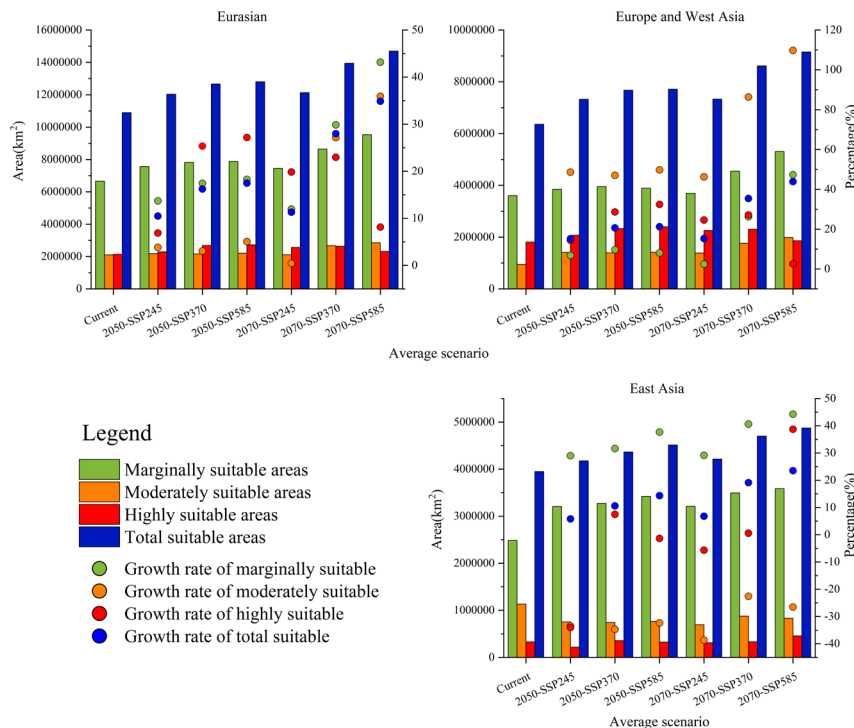 Eurasian
Area(km²)
16000000
14000000
12000000
10000000
8000000
6000000
4000000
2000000
0
50
40
30
20
10
0
Current
2050-SSP245
2050-SSP370
2050-SSP585
2070-SSP245
2070-SSP370
2070-SSP585
Europe and West Asia
10000000
8000000
6000000
4000000
2000000
0
120
110
100
90
80
70
60
50
40
30
20
10
0
Percentage(%)
Current
2050-SSP245
2050-SSP370
2050-SSP585
2070-SSP245
2070-SSP370
2070-SSP585
Average scenario
Legend
Marginally suitable areas
Moderately suitable areas
Highly suitable areas
Total suitable areas
Growth rate of marginally suitable
Growth rate of moderately suitable
Growth rate of highly suitable
Growth rate of total suitable
East Asia
Area(km²)
5000000
4000000
3000000
2000000
1000000
0
50
40
30
20
10
0
-10
-20
-30
-40
Percentage(%)
Current
2050-SSP245
2050-SSP370
2050-SSP585
2070-SSP245
2070-SSP370
2070-SSP585
Average scenario